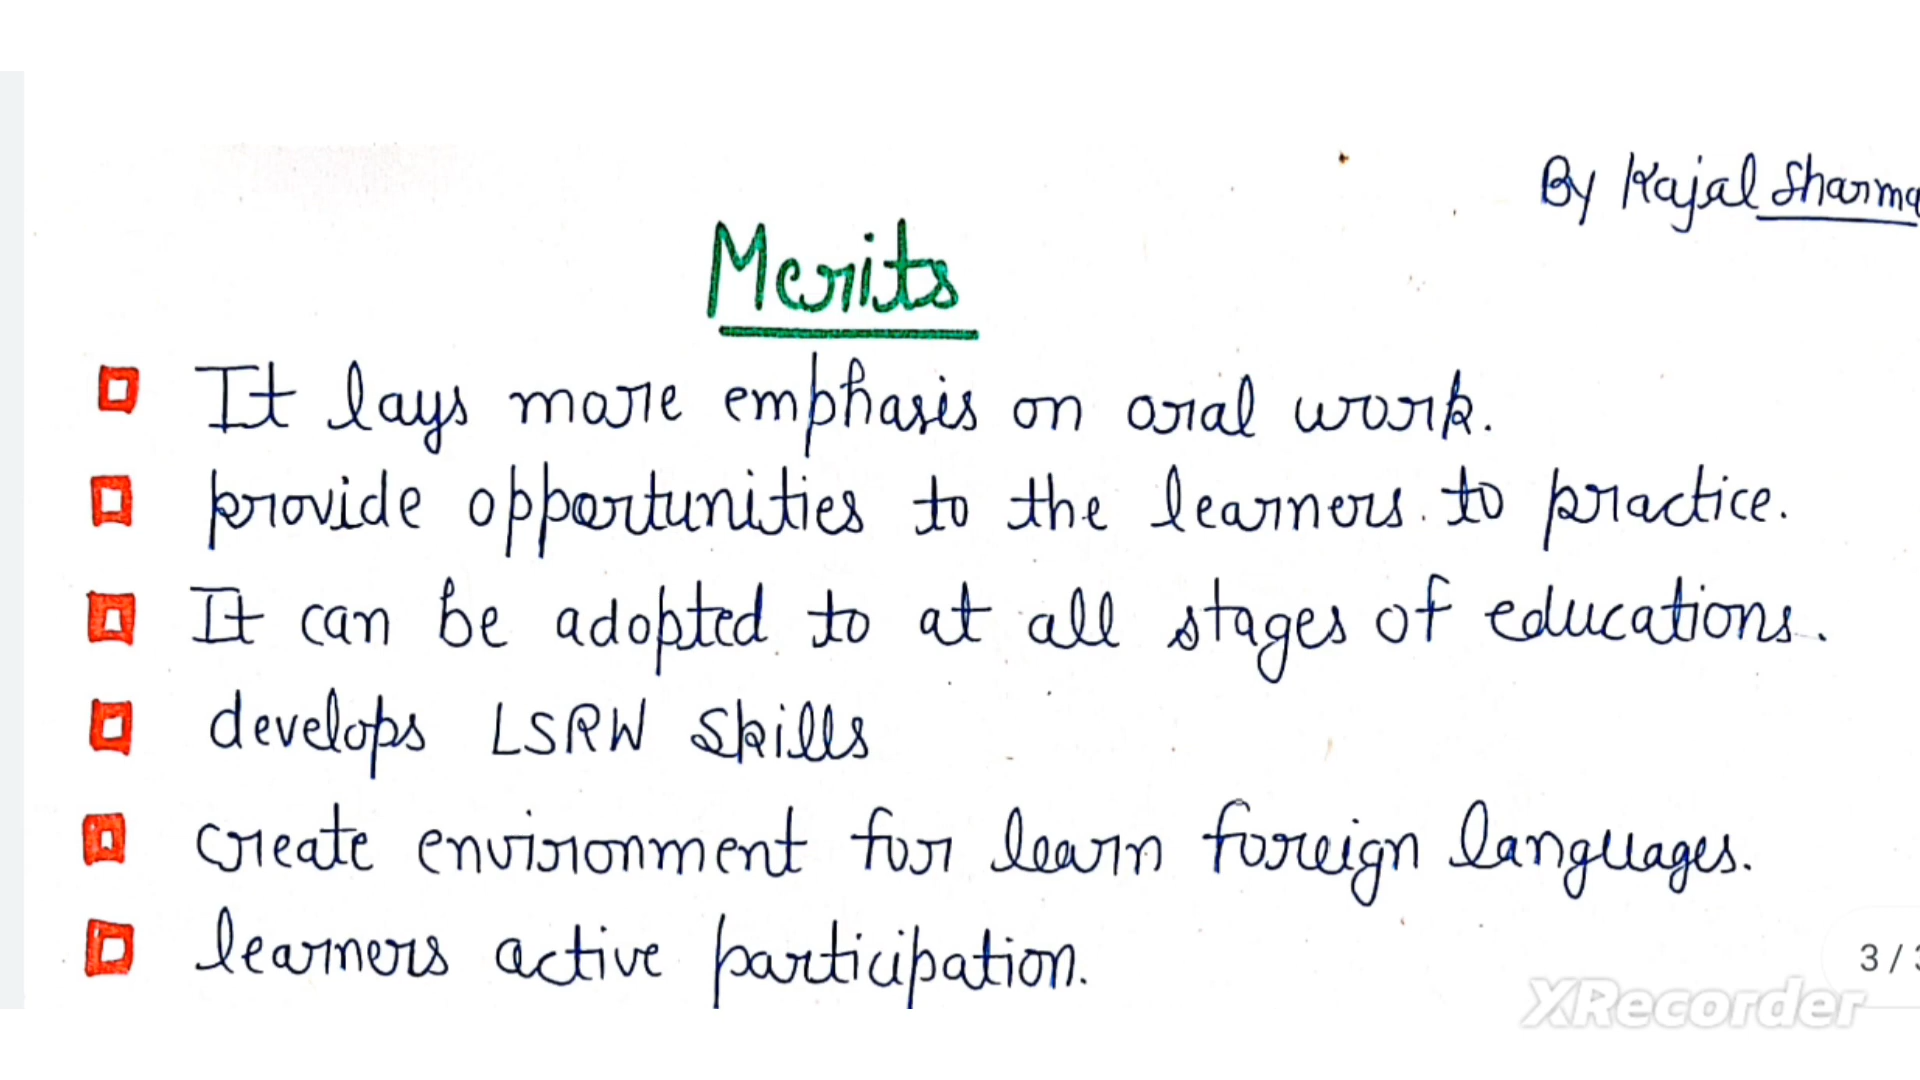 By Kajal Sharma
Merits
It lays more emphasis on oral work.
provide opportunities to the learners. to practice.
It can be adopted to at all stages of educations.
develops LSRW Skills
create environment for learn foreign languages.
learners active participation.
3 / 3
XRecorder